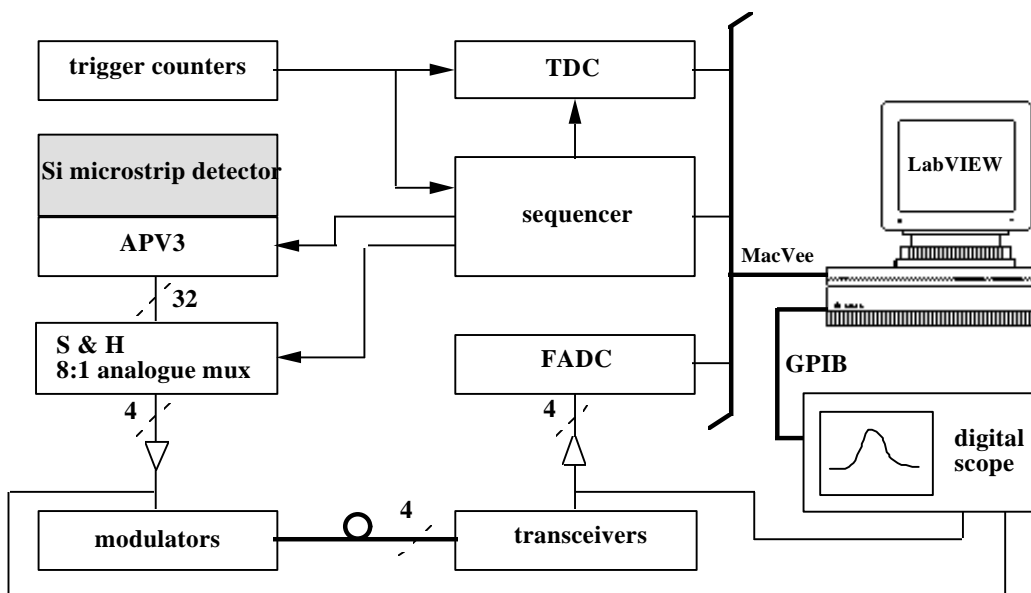 trigger counters
TDC
Si microstrip detector
LabVIEW
sequencer
APV3
MacVee
32
S & H
8:1 analogue mux
FADC
GPIB
4
4
digital
scope
4
modulators
transceivers